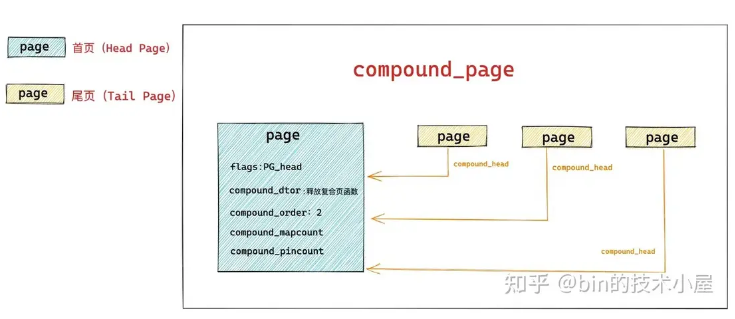 page 首页 (Head Page)
page 尾页 (Tail Page)
compound_page
page
flags:PG_head
compound_dtor:释放复合页函数
compound_order: 2
compound_mapcount
compound_pincount
page
page
page
compound_head
compound_head
compound_head
知乎 @bin的技术小屋